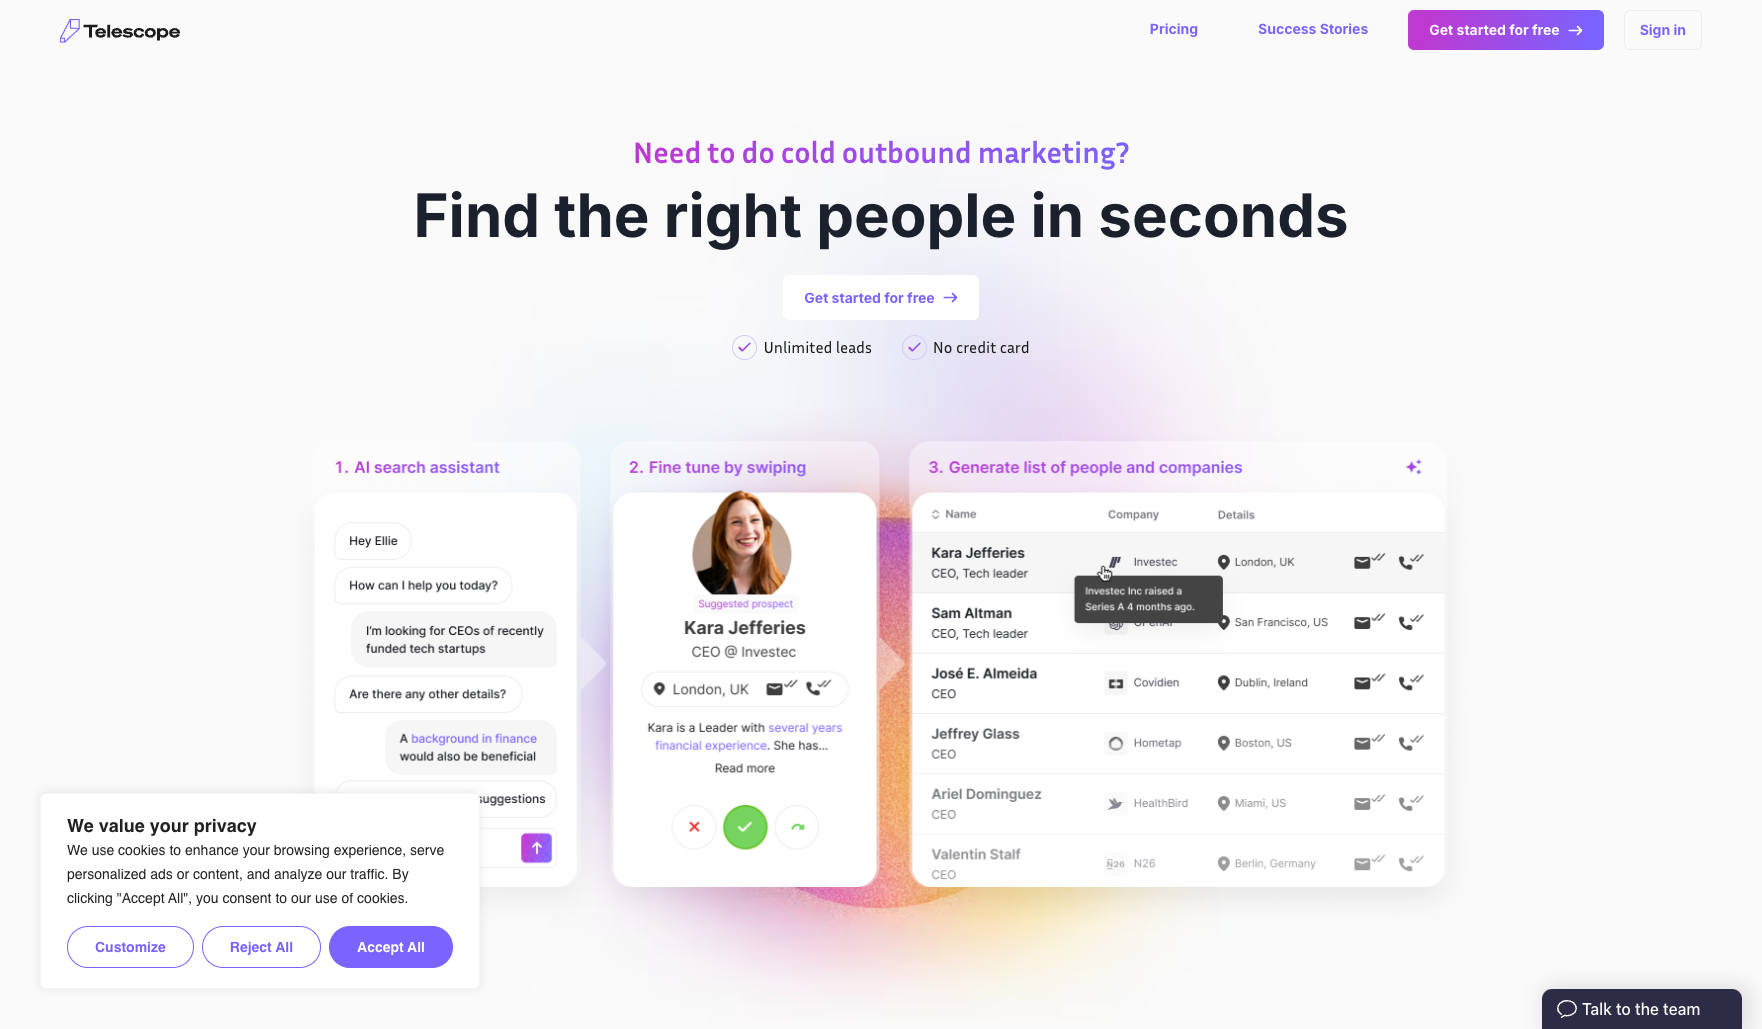 Telescope
Pricing
Success Stories
Get started for free
Sign in
Need to do cold outbound marketing?
Find the right people in seconds
Get started for free
Unlimited leads
No credit card
1. AI search assistant
Hey Ellie
How can I help you today?
I'm looking for CEOs of recently
funded tech startups
Are there any other details?
A background in finance
would also be beneficial
suggestions
2. Fine tune by swiping
Suggested prospect
Kara Jefferies
CEO @ Investec
London, UK
Kara is a Leader with several years
financial experience. She has...
Read more
3. Generate list of people and companies
Name Company Details
Kara Jefferies
CEO, Tech leader
Investec
London, UK
Investec Inc raised a
Series A 4 months ago.
Sam Altman
CEO, Tech leader
OpenAI
San Francisco, US
José E. Almeida
CEO
Covidien
Dublin, Ireland
Jeffrey Glass
CEO
Hometap
Boston, US
Ariel Dominguez
CEO
HealthBird
Miami, US
Valentin Stalf
CEO
N26
N26
Berlin, Germany
We value your privacy
We use cookies to enhance your browsing experience, serve
personalized ads or content, and analyze our traffic. By
clicking "Accept All", you consent to our use of cookies.
Customize
Reject All
Accept All
Talk to the team